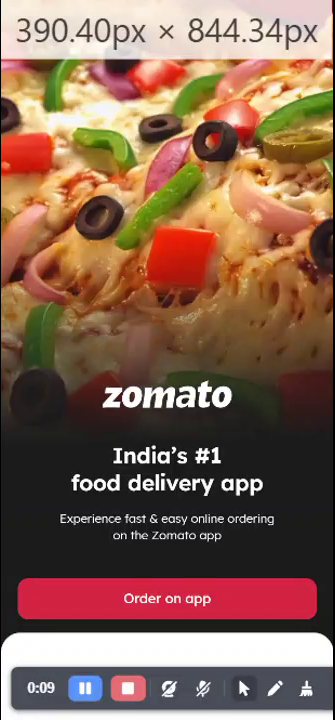 390.40px × 844.34px
zomato
India’s #1
food delivery app
Experience fast & easy online ordering
on the Zomato app
Order on app
0:09